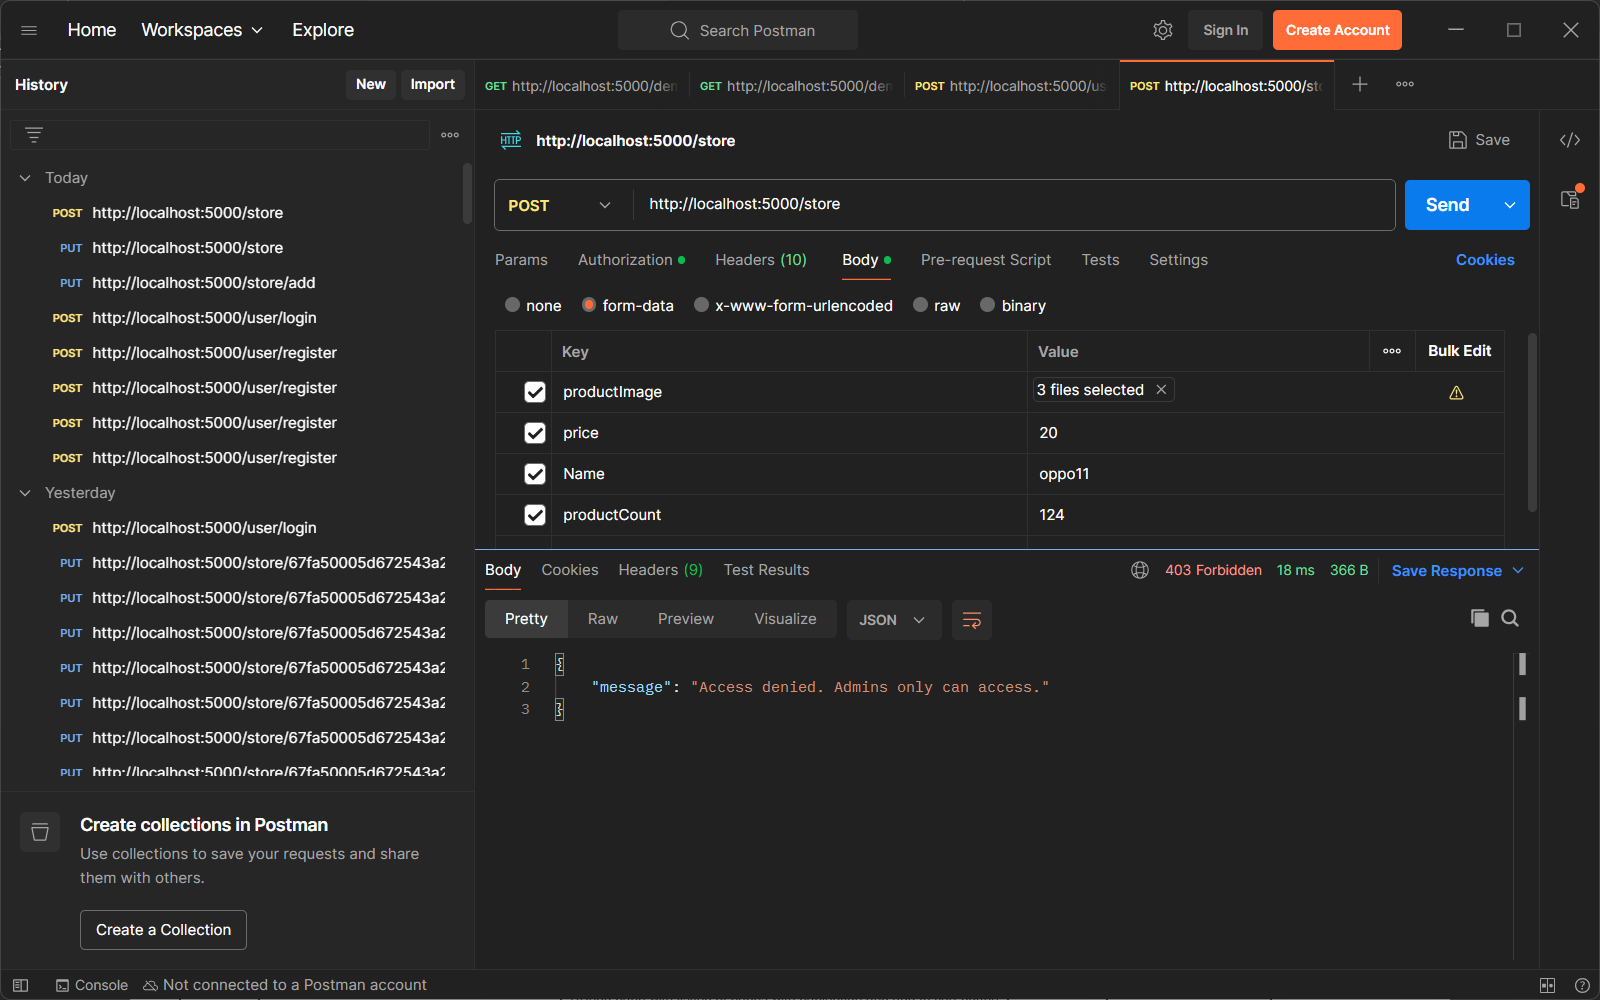 Home Workspaces Explore Search Postman Sign In Create Account
History New Import
GET http://localhost:5000/den GET http://localhost:5000/den POST http://localhost:5000/us POST http://localhost:5000/sto
Today
POST http://localhost:5000/store
PUT http://localhost:5000/store
PUT http://localhost:5000/store/add
POST http://localhost:5000/user/login
POST http://localhost:5000/user/register
POST http://localhost:5000/user/register
POST http://localhost:5000/user/register
POST http://localhost:5000/user/register
Yesterday
POST http://localhost:5000/user/login
PUT http://localhost:5000/store/67fa50005d672543a2
PUT http://localhost:5000/store/67fa50005d672543a2
PUT http://localhost:5000/store/67fa50005d672543a2
PUT http://localhost:5000/store/67fa50005d672543a2
PUT http://localhost:5000/store/67fa50005d672543a2
PUT http://localhost:5000/store/67fa50005d672543a2
PUT http://localhost:5000/store/67fa50005d672543a2
Create collections in Postman
Use collections to save your requests and share
them with others.
Create a Collection
HTTP http://localhost:5000/store Save
POST http://localhost:5000/store Send
Params Authorization Headers (10) Body Pre-request Script Tests Settings Cookies
none form-data x-www-form-urlencoded raw binary
Key Value Bulk Edit
productImage 3 files selected
price 20
Name oppo11
productCount 124
Body Cookies Headers (9) Test Results 403 Forbidden 18 ms 366 B Save Response
Pretty Raw Preview Visualize JSON
1 {
2 "message": "Access denied. Admins only can access."
3 }
Console Not connected to a Postman account